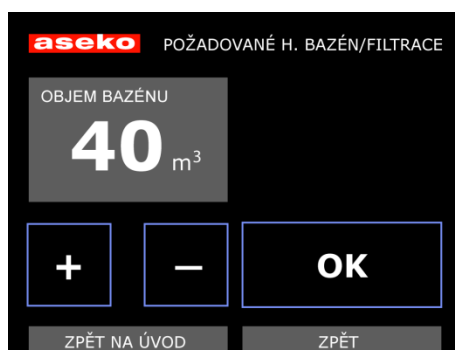 aseko POŽADOVANÉ H. BAZÉN/FILTRACE
OBJEM BAZÉNU
40 m³
+ − OK
ZPĚT NA ÚVOD ZPĚT